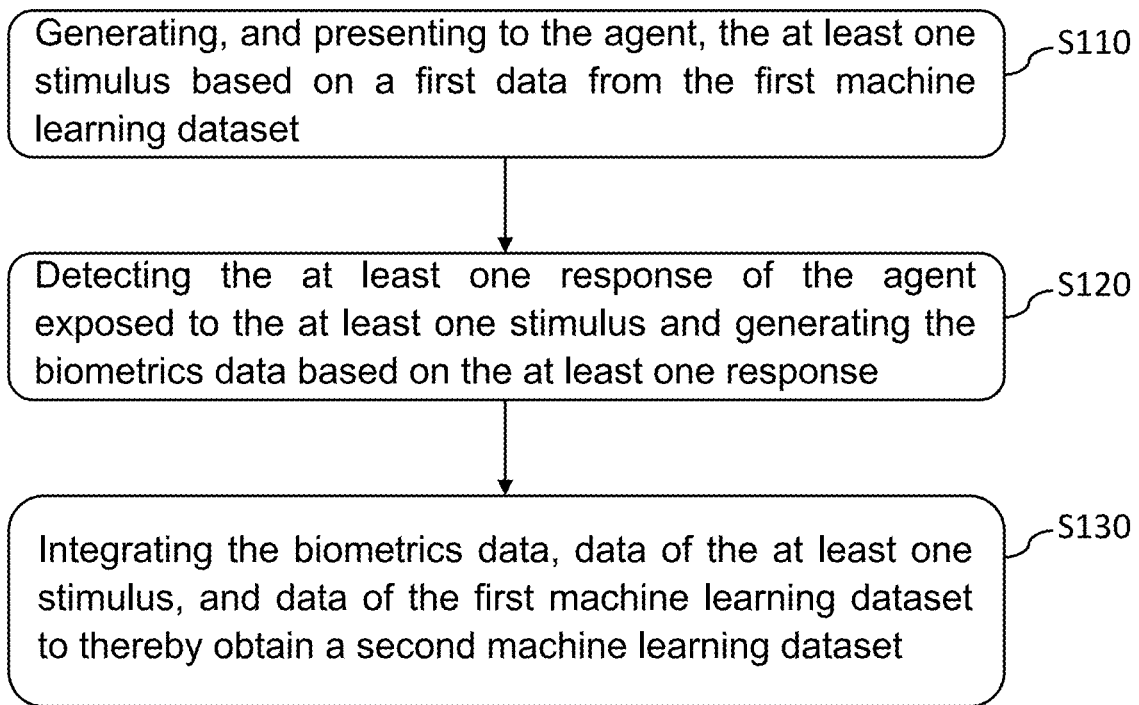 Generating, and presenting to the agent, the at least one
stimulus based on a first data from the first machine
learning dataset
S110
Detecting the at least one response of the agent
exposed to the at least one stimulus and generating the
biometrics data based on the at least one response
S120
Integrating the biometrics data, data of the at least one
stimulus, and data of the first machine learning dataset
to thereby obtain a second machine learning dataset
S130